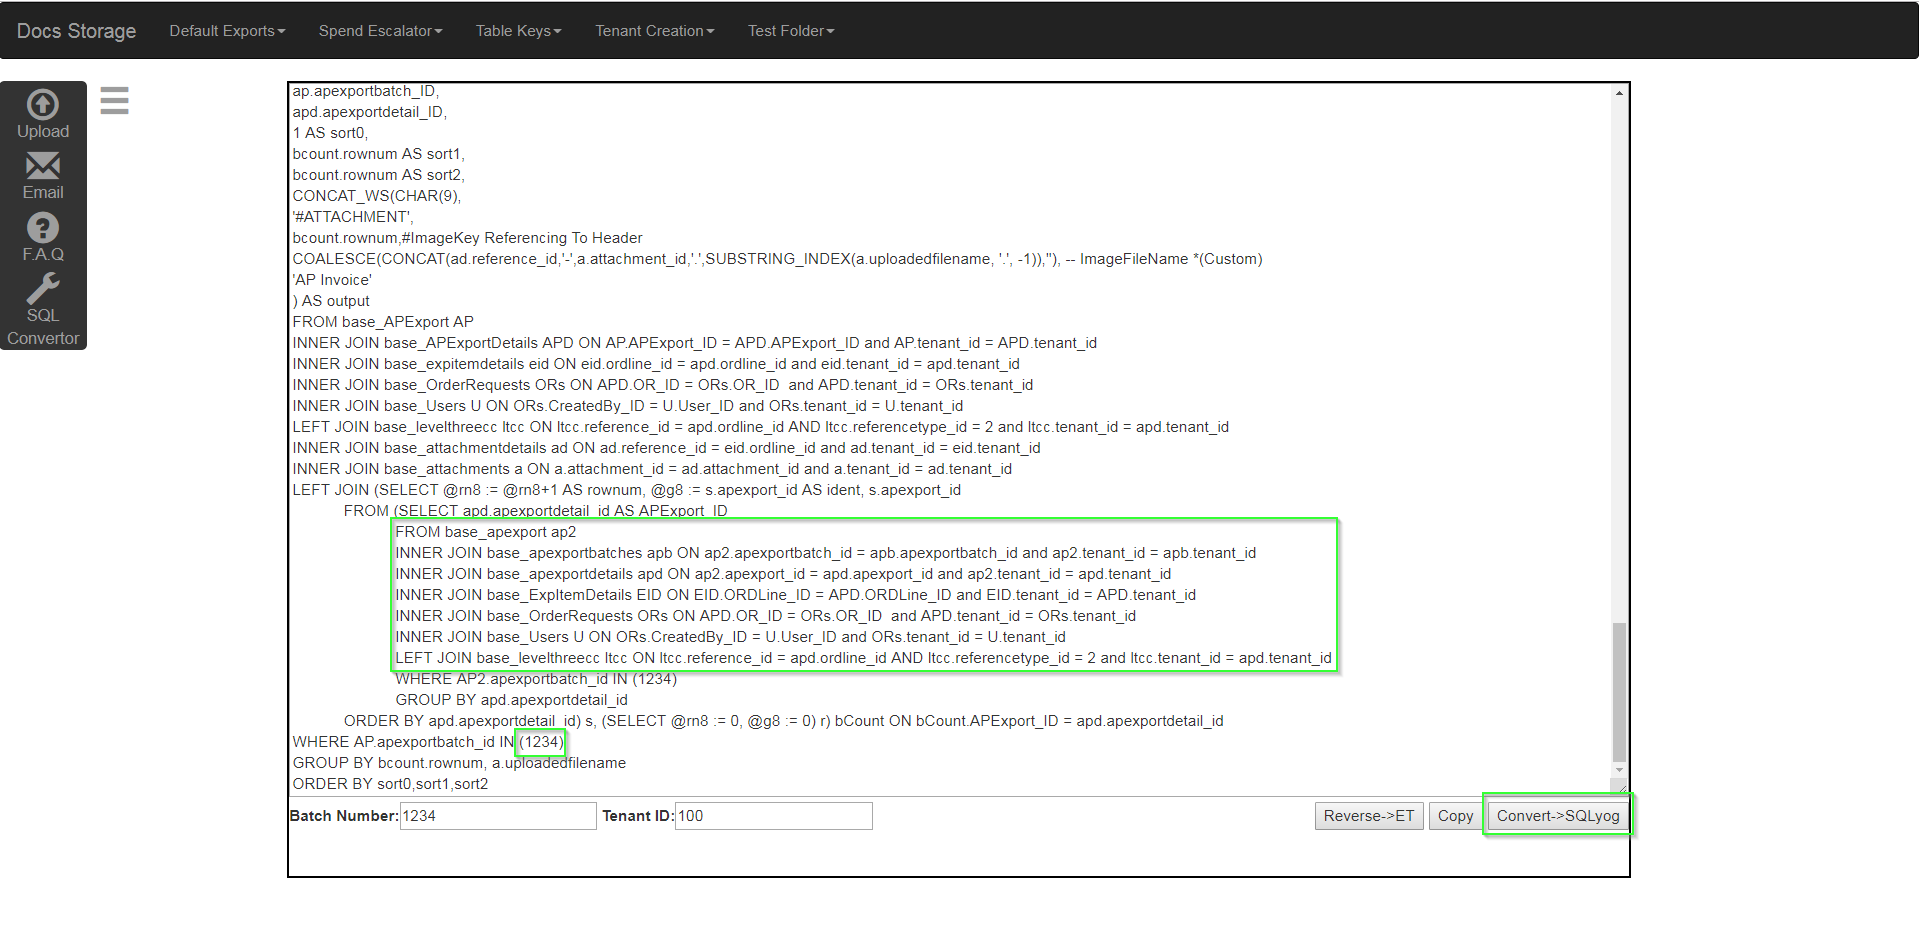 Docs Storage Default Exports Spend Escalator Table Keys Tenant Creation Test Folder
Upload
Email
F.A.Q
SQL
Convertor
ap.apexportbatch_ID,
apd.apexportdetail_ID,
1 AS sort0,
bcount.rownum AS sort1,
bcount.rownum AS sort2,
CONCAT_WS(CHAR(9),
'#ATTACHMENT',
bcount.rownum,#ImageKey Referencing To Header
COALESCE(CONCAT(ad.reference_id,'-',a.attachment_id,'.',SUBSTRING_INDEX(a.uploadedfilename, '.', -1)),''), -- ImageFileName *(Custom)
'AP Invoice'
) AS output
FROM base_APExport AP
INNER JOIN base_APExportDetails APD ON AP.APExport_ID = APD.APExport_ID and AP.tenant_id = APD.tenant_id
INNER JOIN base_expitemdetails eid ON eid.ordline_id = apd.ordline_id and eid.tenant_id = apd.tenant_id
INNER JOIN base_OrderRequests ORs ON APD.OR_ID = ORs.OR_ID  and APD.tenant_id = ORs.tenant_id
INNER JOIN base_Users U ON ORs.CreatedBy_ID = U.User_ID and ORs.tenant_id = U.tenant_id
LEFT JOIN base_levelthreecc ltcc ON ltcc.reference_id = apd.ordline_id AND ltcc.referencetype_id = 2 and ltcc.tenant_id = apd.tenant_id
INNER JOIN base_attachmentdetails ad ON ad.reference_id = eid.ordline_id and ad.tenant_id = eid.tenant_id
INNER JOIN base_attachments a ON a.attachment_id = ad.attachment_id and a.tenant_id = ad.tenant_id
LEFT JOIN (SELECT @rn8 := @rn8+1 AS rownum, @g8 := s.apexport_id AS ident, s.apexport_id
FROM (SELECT apd.apexportdetail_id AS APExport_ID
FROM base_apexport ap2
INNER JOIN base_apexportbatches apb ON ap2.apexportbatch_id = apb.apexportbatch_id and ap2.tenant_id = apb.tenant_id
INNER JOIN base_apexportdetails apd ON ap2.apexport_id = apd.apexport_id and ap2.tenant_id = apd.tenant_id
INNER JOIN base_ExpItemDetails EID ON EID.ORDLine_ID = APD.ORDLine_ID and EID.tenant_id = APD.tenant_id
INNER JOIN base_OrderRequests ORs ON APD.OR_ID = ORs.OR_ID  and APD.tenant_id = ORs.tenant_id
INNER JOIN base_Users U ON ORs.CreatedBy_ID = U.User_ID and ORs.tenant_id = U.tenant_id
LEFT JOIN base_levelthreecc ltcc ON ltcc.reference_id = apd.ordline_id AND ltcc.referencetype_id = 2 and ltcc.tenant_id = apd.tenant_id
WHERE AP2.apexportbatch_id IN (1234)
GROUP BY apd.apexportdetail_id
ORDER BY apd.apexportdetail_id) s, (SELECT @rn8 := 0, @g8 := 0) r) bCount ON bCount.APExport_ID = apd.apexportdetail_id
WHERE AP.apexportbatch_id IN (1234)
GROUP BY bcount.rownum, a.uploadedfilename
ORDER BY sort0,sort1,sort2
Batch Number: 1234 Tenant ID: 100 Reverse->ET Copy Convert->SQLyog